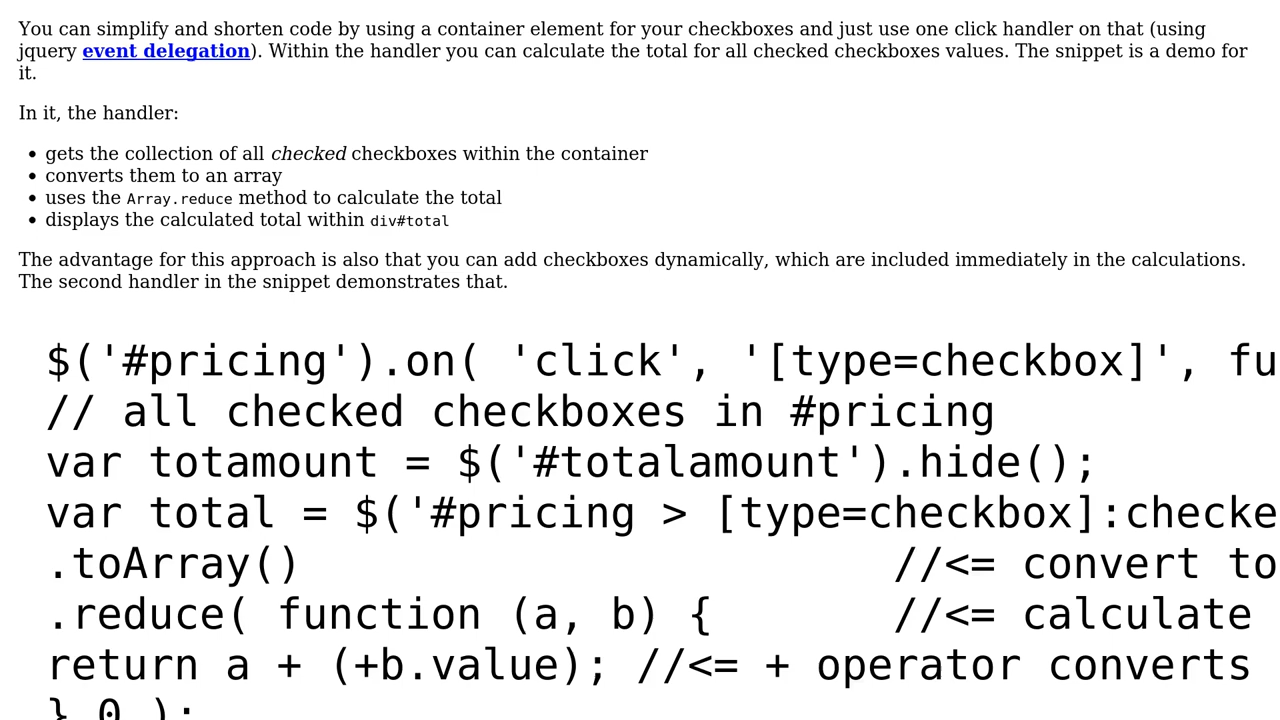 You can simplify and shorten code by using a container element for your checkboxes and just use one click handler on that (using
jquery event delegation). Within the handler you can calculate the total for all checked checkboxes values. The snippet is a demo for
it.
In it, the handler:
• gets the collection of all checked checkboxes within the container
• converts them to an array
• uses the Array.reduce method to calculate the total
• displays the calculated total within div#total
The advantage for this approach is also that you can add checkboxes dynamically, which are included immediately in the calculations.
The second handler in the snippet demonstrates that.
$('#pricing').on( 'click', '[type=checkbox]', fu
// all checked checkboxes in #pricing
var totamount = $('#totalamount').hide();
var total = $('#pricing > [type=checkbox]:checke
.toArray() //<= convert to
.reduce( function (a, b) { //<= calculate
return a + (+b.value); //<= + operator converts
},0 );